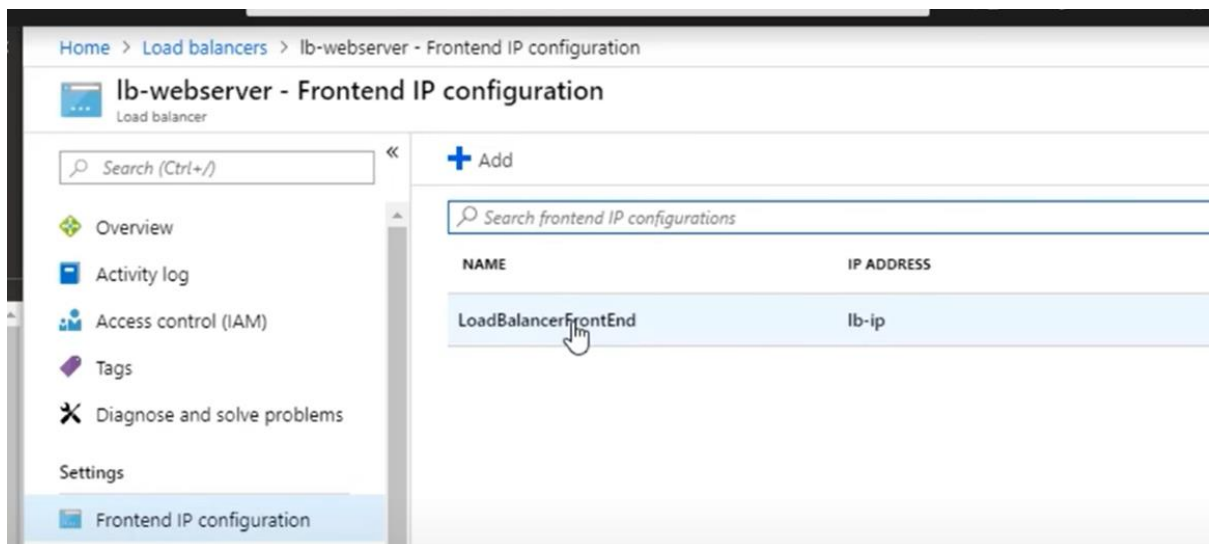 Home > Load balancers > lb-webserver - Frontend IP configuration
lb-webserver - Frontend IP configuration
Load balancer
Search (Ctrl+/)
«
Add
Overview
Activity log
Access control (IAM)
Tags
Diagnose and solve problems
Settings
Frontend IP configuration
Search frontend IP configurations
NAME IP ADDRESS
LoadBalancerFrontEnd lb-ip